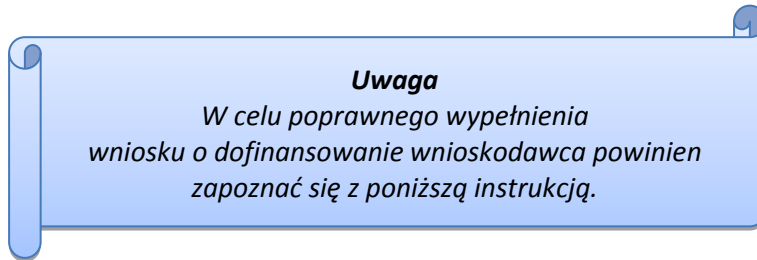 Uwaga
W celu poprawnego wypełnienia
wniosku o dofinansowanie wnioskodawca powinien
zapoznać się z poniższą instrukcją.